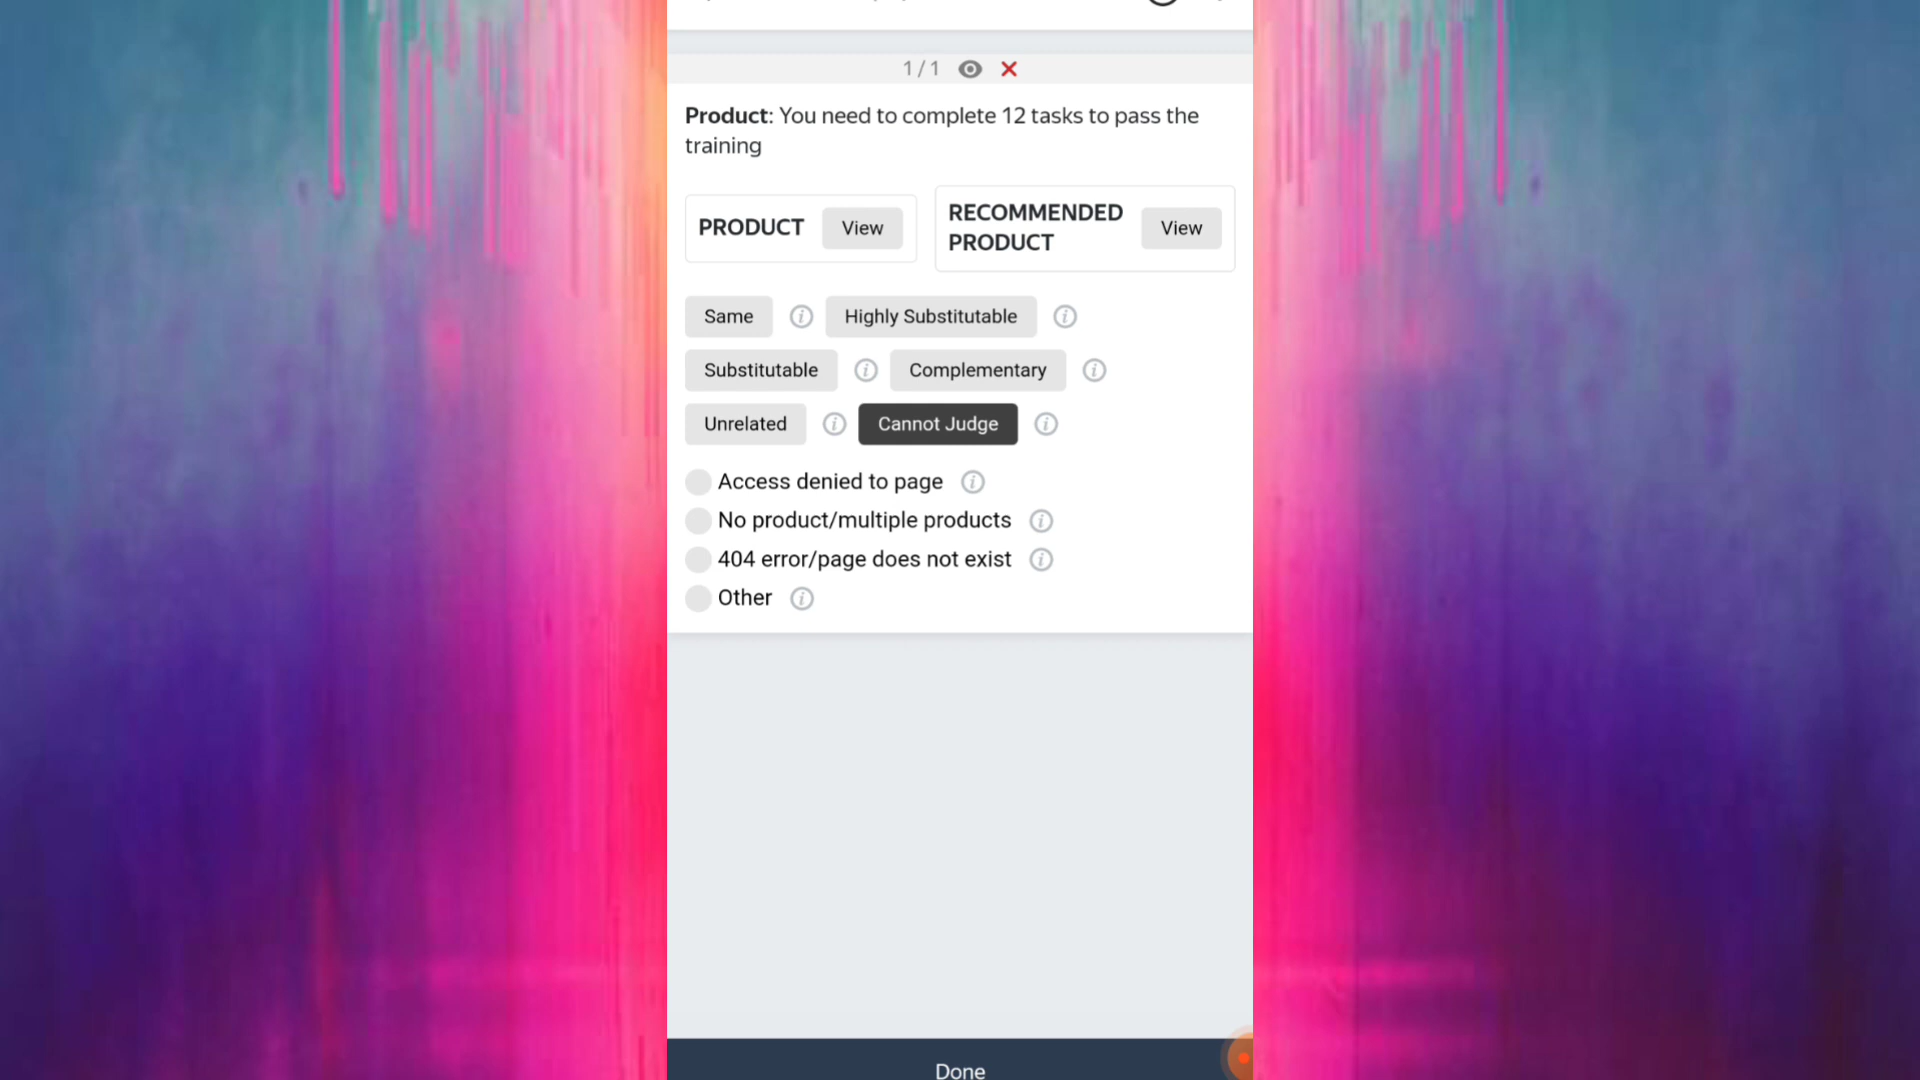 1 / 1
Product: You need to complete 12 tasks to pass the
training
PRODUCT View
RECOMMENDED
PRODUCT
View
Same Highly Substitutable
Substitutable Complementary
Unrelated Cannot Judge
Access denied to page
No product/multiple products
404 error/page does not exist
Other
Done